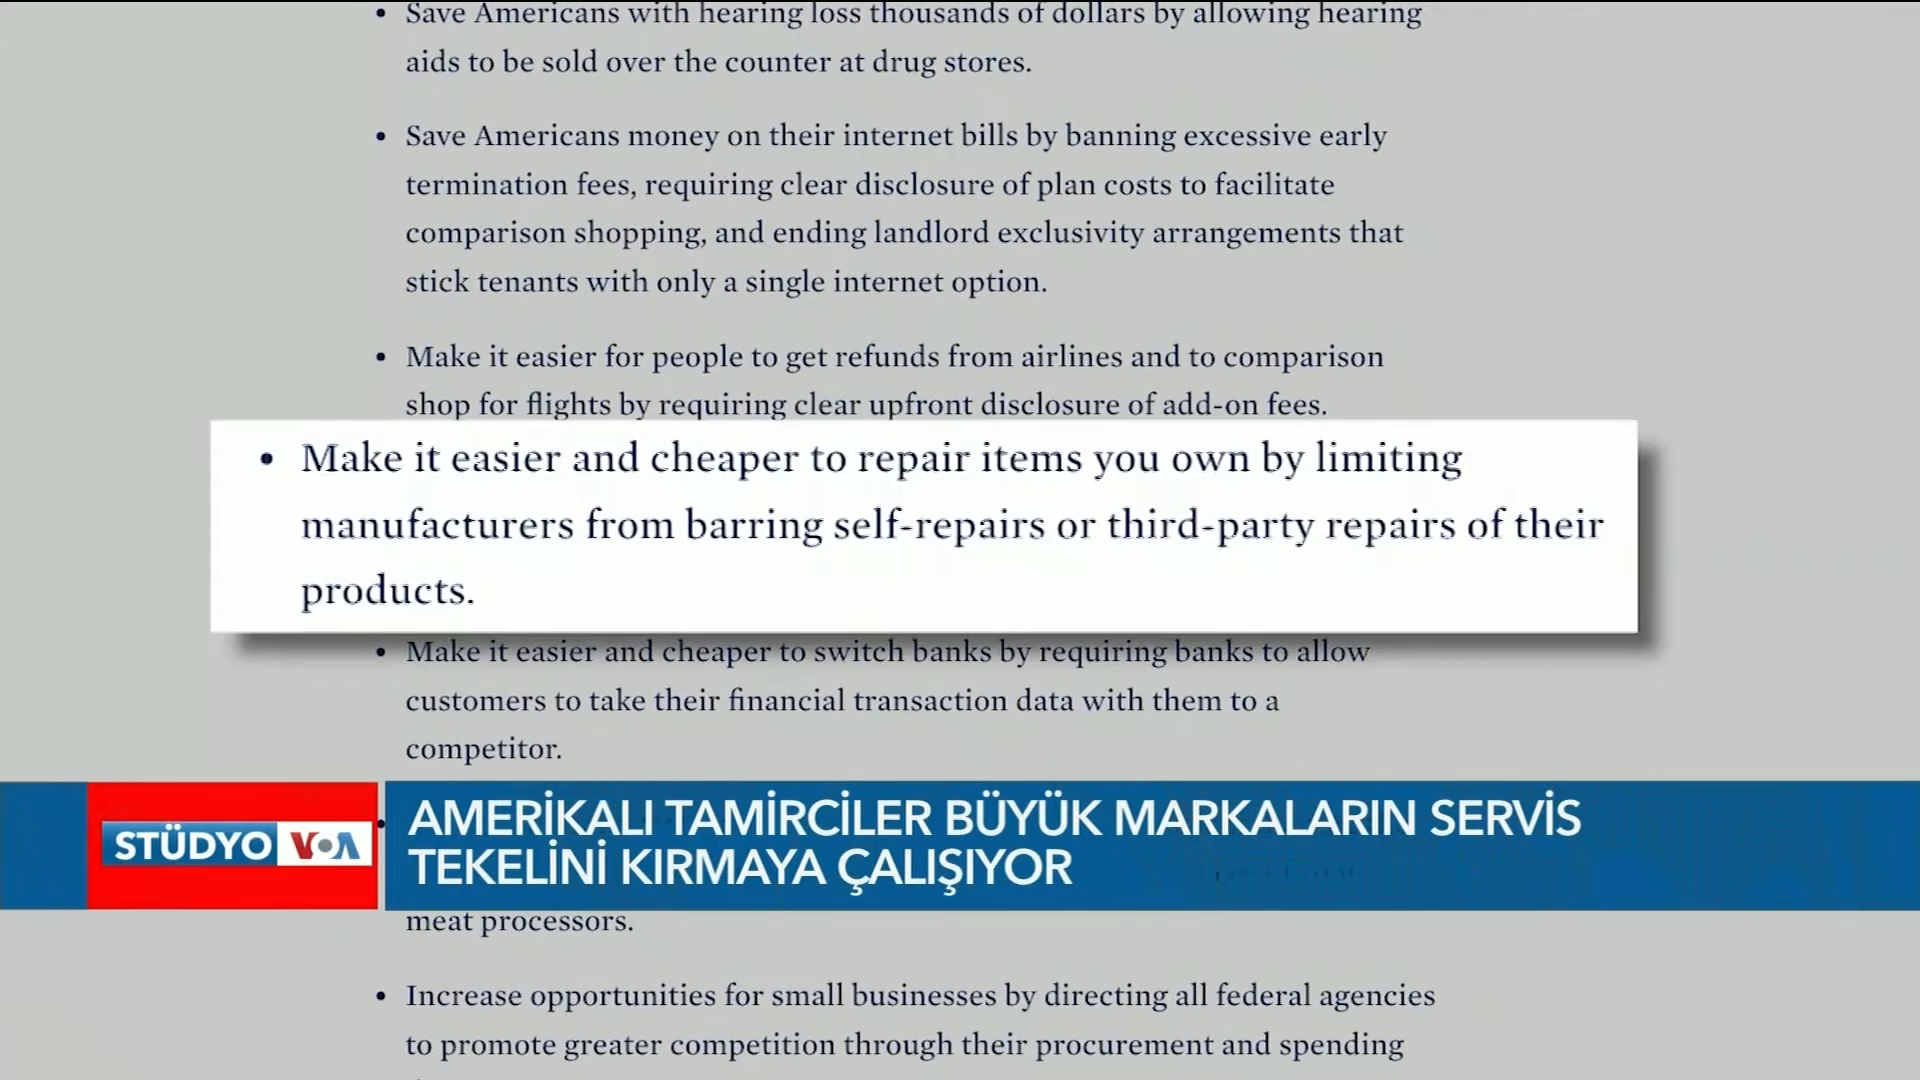 • Save Americans with hearing loss thousands of dollars by allowing hearing
aids to be sold over the counter at drug stores.
• Save Americans money on their internet bills by banning excessive early
termination fees, requiring clear disclosure of plan costs to facilitate
comparison shopping, and ending landlord exclusivity arrangements that
stick tenants with only a single internet option.
• Make it easier for people to get refunds from airlines and to comparison
shop for flights by requiring clear upfront disclosure of add-on fees.
• Make it easier and cheaper to repair items you own by limiting
manufacturers from barring self-repairs or third-party repairs of their
products.
• Make it easier and cheaper to switch banks by requiring banks to allow
customers to take their financial transaction data with them to a
competitor.
STÜDYO VOA
AMERİKALI TAMİRCİLER BÜYÜK MARKALARIN SERVİS
TEKELİNİ KIRMAYA ÇALIŞIYOR
meat processors.
• Increase opportunities for small businesses by directing all federal agencies
to promote greater competition through their procurement and spending